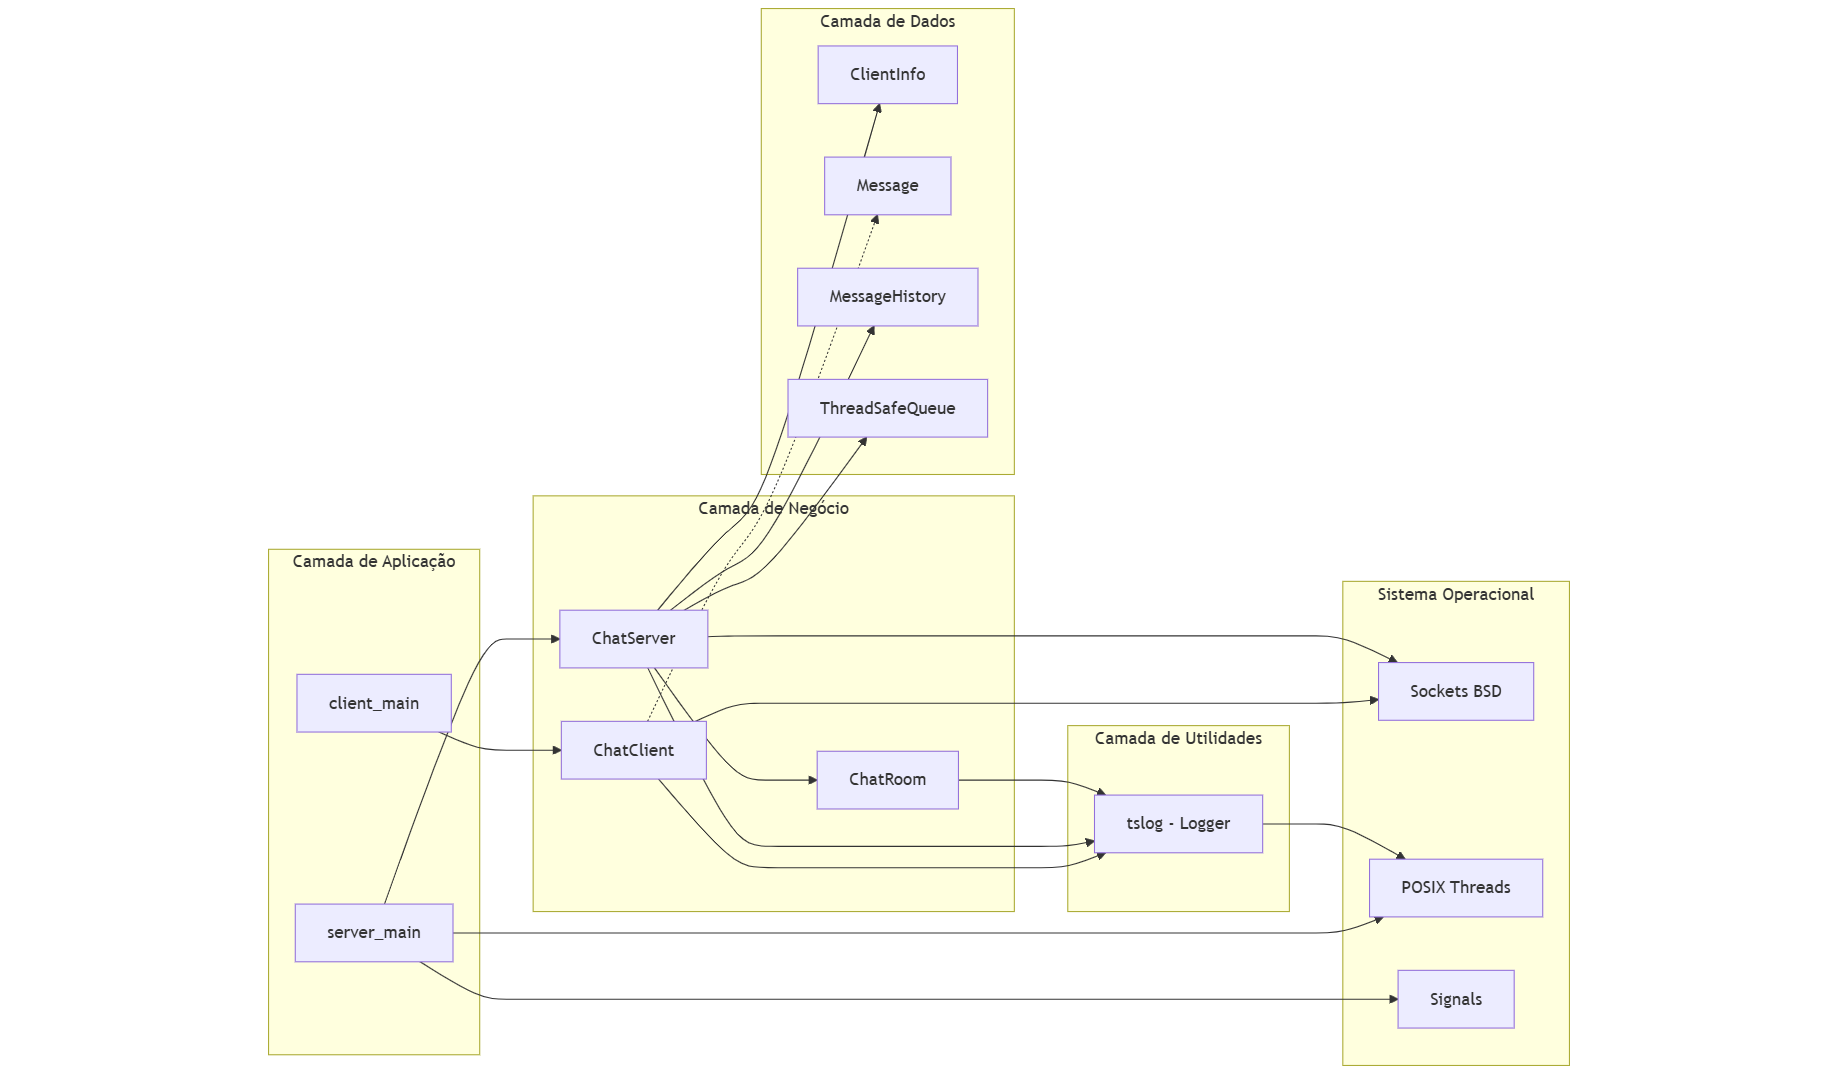 Camada de Dados
ClientInfo
Message
MessageHistory
ThreadSafeQueue
Camada de Negócio
ChatServer
ChatClient
ChatRoom
Camada de Aplicação
client_main
server_main
Camada de Utilidades
tslog - Logger
Sistema Operacional
Sockets BSD
POSIX Threads
Signals